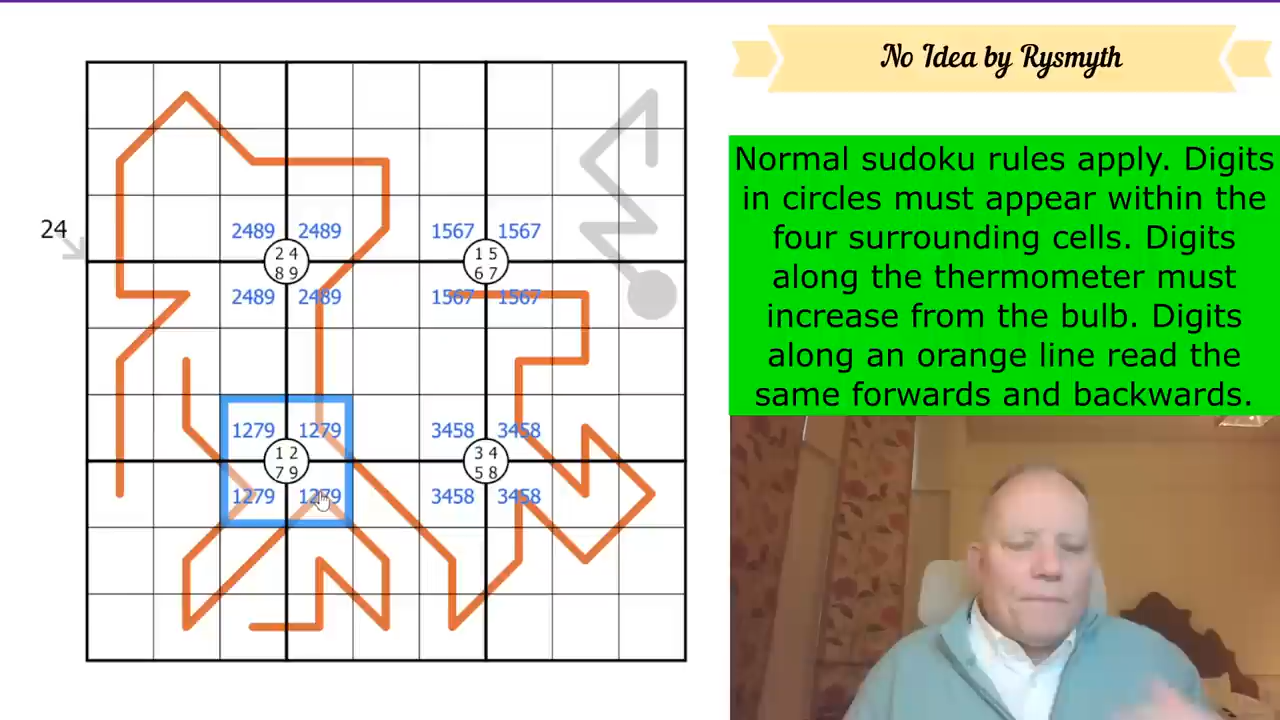 No Idea by Rysmyth
Normal sudoku rules apply. Digits
in circles must appear within the
four surrounding cells. Digits
along the thermometer must
increase from the bulb. Digits
along an orange line read the
same forwards and backwards.
24
2489 2489 1567 1567
2 4 1 5
8 9 6 7
2489 2489 1567 1567
1279 1279 3458 3458
1 2 3 4
7 9 5 8
1279 1279 3458 3458